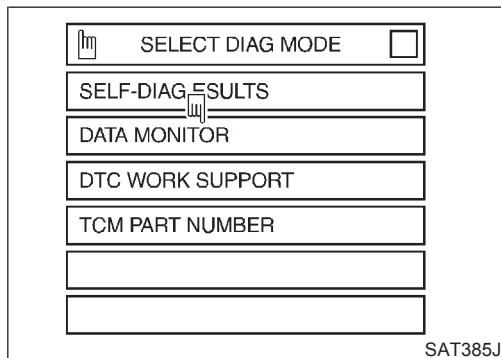 SELECT DIAG MODE
SELF-DIAG ESULTS
DATA MONITOR
DTC WORK SUPPORT
TCM PART NUMBER
SAT385J